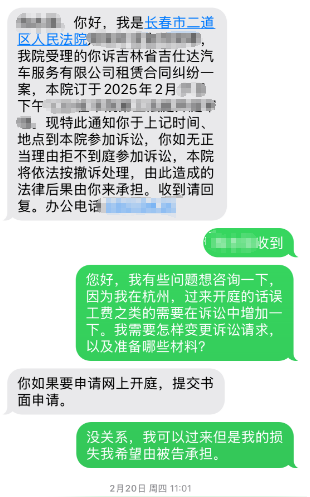 你好，我是长春市二道
区人民法院
我院受理的你诉吉林省吉仕达汽
车服务有限公司租赁合同纠纷一
案，本院订于2025年2月
下午
。现特此通知你于上记时间、
地点到本院参加诉讼，你如无正
当理由拒不到庭参加诉讼，本院
将依法按撤诉处理，由此造成的
法律后果由你来承担。收到请回
复。办公电话
收到
您好，我有些问题想咨询一下，
因为我在杭州，过来开庭的话误
工费之类的需要在诉讼中增加一
下。我需要怎样变更诉讼请求，
以及准备哪些材料？
你如果要申请网上开庭，提交书
面申请。
没关系，我可以过来但是我的损
失我希望由被告承担。
2月20日 周四 11:01